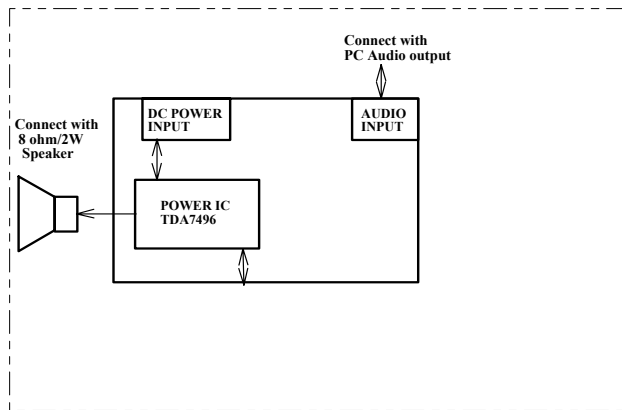 Connect with
PC Audio output
DC POWER
INPUT
AUDIO
INPUT
Connect with
8 ohm/2W
Speaker
POWER IC
TDA7496